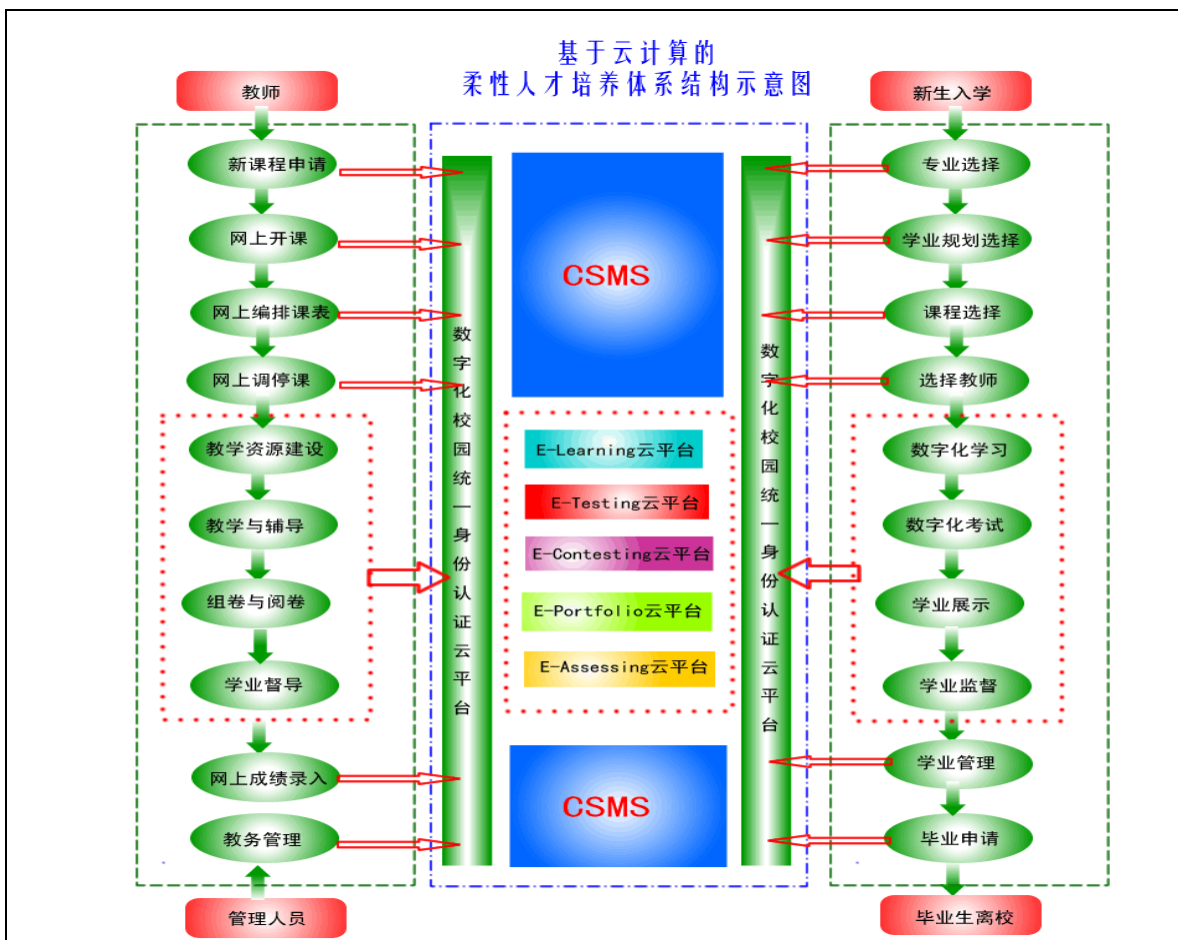 基于云计算的
柔性人才培养体系结构示意图
教师
新课程申请
网上开课
网上编排课表
网上调停课
教学资源建设
教学与辅导
组卷与阅卷
学业督导
网上成绩录入
教务管理
管理人员
数字化校园统一身份认证云平台
CSMS
E-Learning云平台
E-Testing云平台
E-Contesting云平台
E-Portfolio云平台
E-Assessing云平台
CSMS
数字化校园统一身份认证云平台
新生入学
专业选择
学业规划选择
课程选择
选择教师
数字化学习
数字化考试
学业展示
学业监督
学业管理
毕业申请
毕业生离校